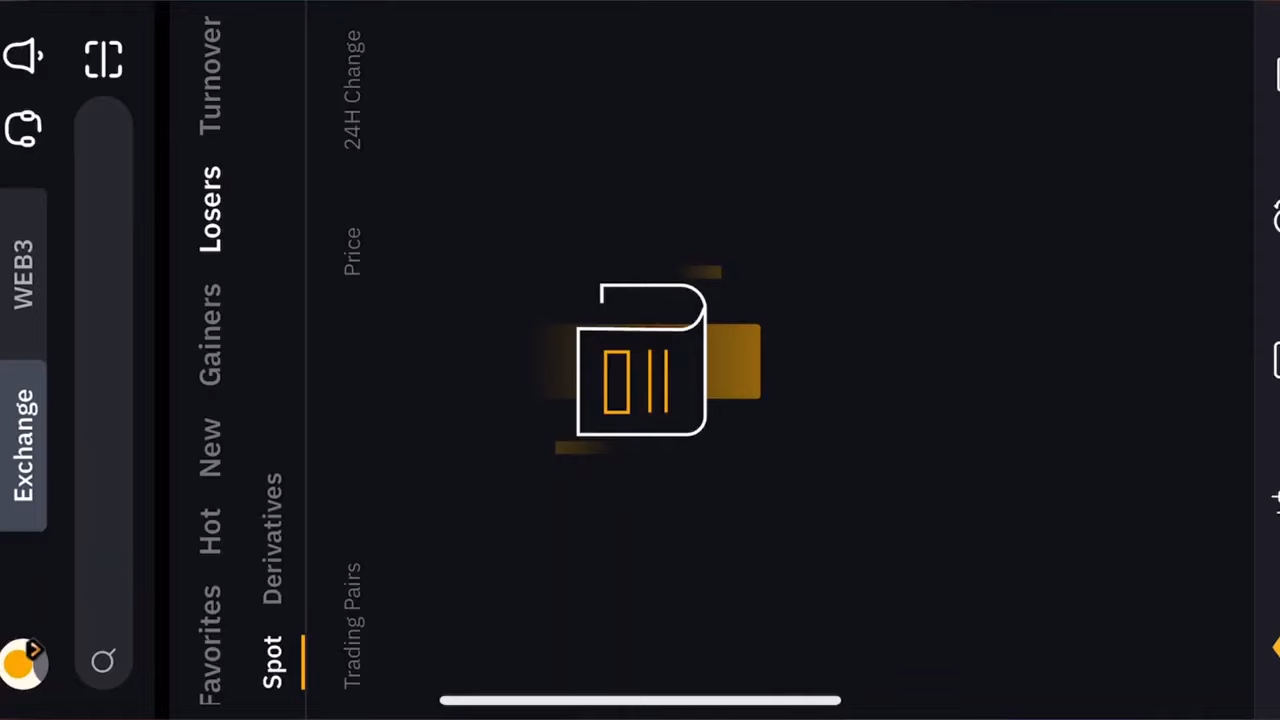 Exchange WEB3
Favorites Hot New Gainers Losers Turnover
Spot Derivatives
Trading Pairs Price 24H Change